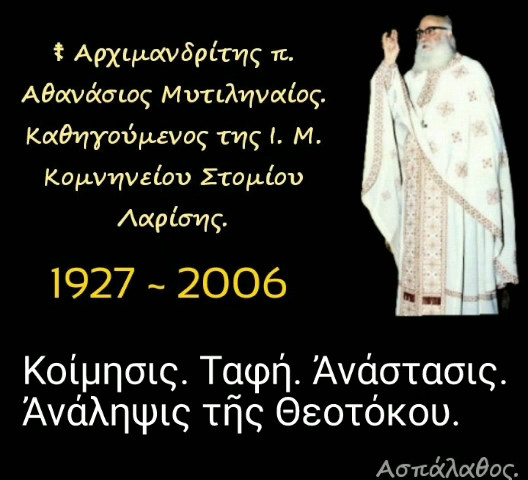 ☨ Αρχιμανδρίτης π.
Αθανάσιος Μυτιληναίος.
Καθηγούμενος της Ι. Μ.
Κομνηνείου Στομίου
Λαρίσης.
1927 ~ 2006
Κοίμησις. Ταφή. Ἀνάστασις.
Ἀνάληψις τῆς Θεοτόκου.
Ασπάλαθος.